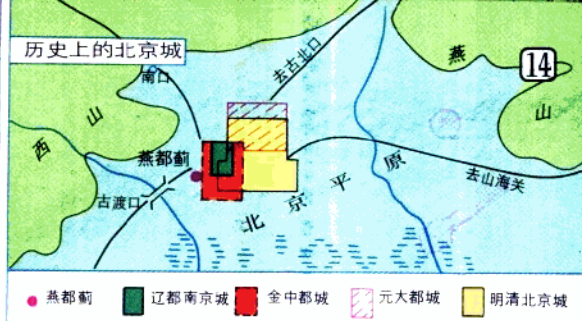 历史上的北京城
14
去古北口
燕
山
南口
山
西
燕都蓟
古渡口
北京平原
去山海关
燕都蓟
辽都南京城
金中都城
元大都城
明清北京城